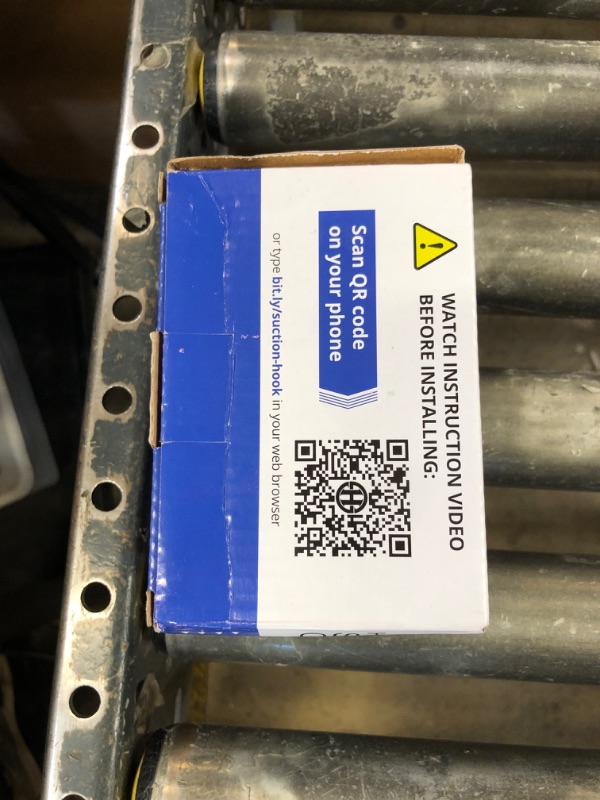 WATCH INSTRUCTION VIDEO
BEFORE INSTALLING:
Scan QR code
on your phone
or type bit.ly/suction-hook in your web browser